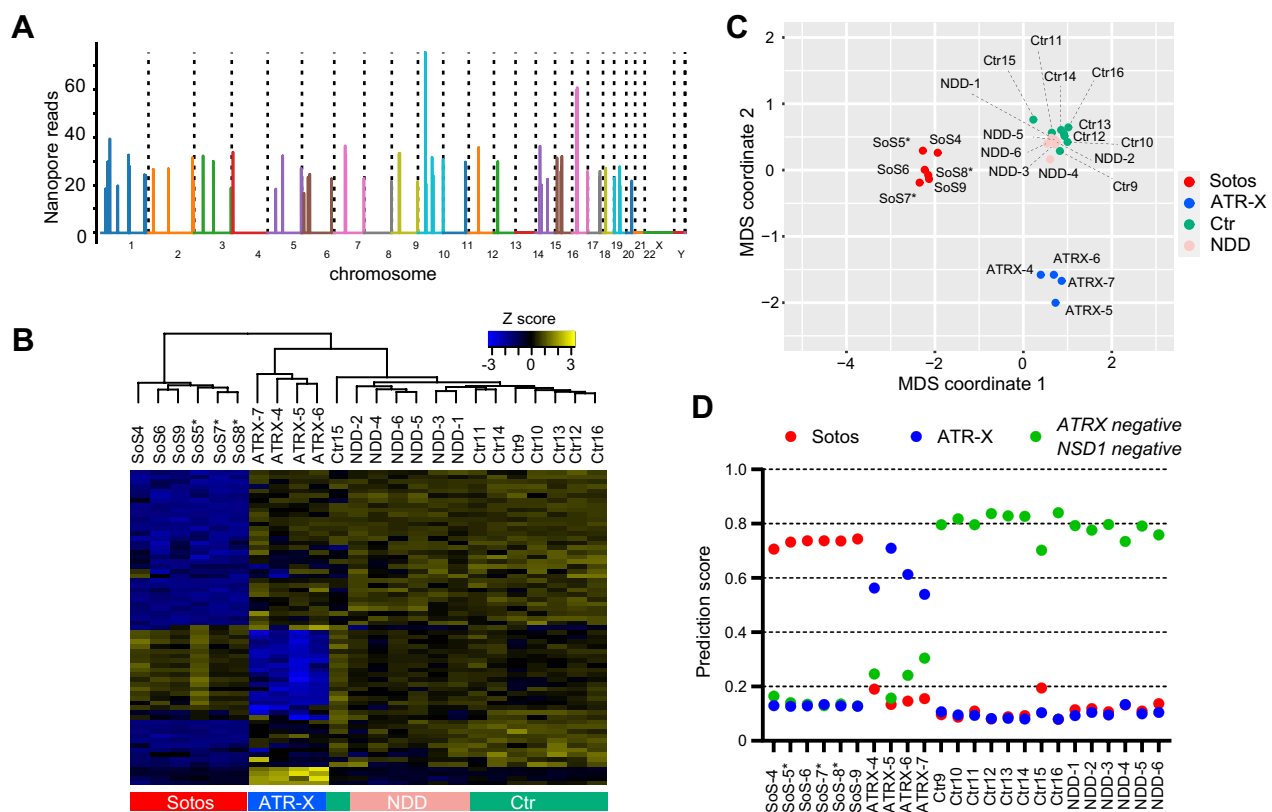 A
Nanopore reads
60
40
20
0
1 2 3 4 5 6 7 8 9 10 11 12 13 14 15 16 17 18 19 20 21 22 X Y
chromosome
B
Z score
-3 0 3
SoS4 SoS6 SoS9 SoS5* SoS7* SoS8* ATRX-7 ATRX-4 ATRX-5 ATRX-6 Ctr15 NDD-2 NDD-4 NDD-6 NDD-5 NDD-3 NDD-1 Ctr11 Ctr14 Ctr9 Ctr10 Ctr13 Ctr12 Ctr16
Sotos ATR-X NDD Ctr
C
MDS coordinate 2
2
1
0
−1
−2
Ctr11
Ctr15
Ctr14
Ctr16
NDD-1
Ctr13
NDD-5
Ctr12
Ctr10
SoS5*
SoS4
NDD-6
NDD-2
SoS6
SoS8*
NDD-3
NDD-4
SoS9
Ctr9
SoS7*
ATRX-4
ATRX-6
ATRX-7
ATRX-5
−4 −2 0 2
MDS coordinate 1
Sotos
ATR-X
Ctr
NDD
D
Sotos
ATR-X
ATRX negative
NSD1 negative
Prediction score
1.0
0.8
0.6
0.4
0.2
0
SoS-4 SoS-5* SoS-6 SoS-7* SoS-8* SoS-9 ATRX-4 ATRX-5 ATRX-6 ATRX-7 Ctr9 Ctr10 Ctr11 Ctr12 Ctr13 Ctr14 Ctr15 Ctr16 NDD-1 NDD-2 NDD-3 NDD-4 NDD-5 NDD-6